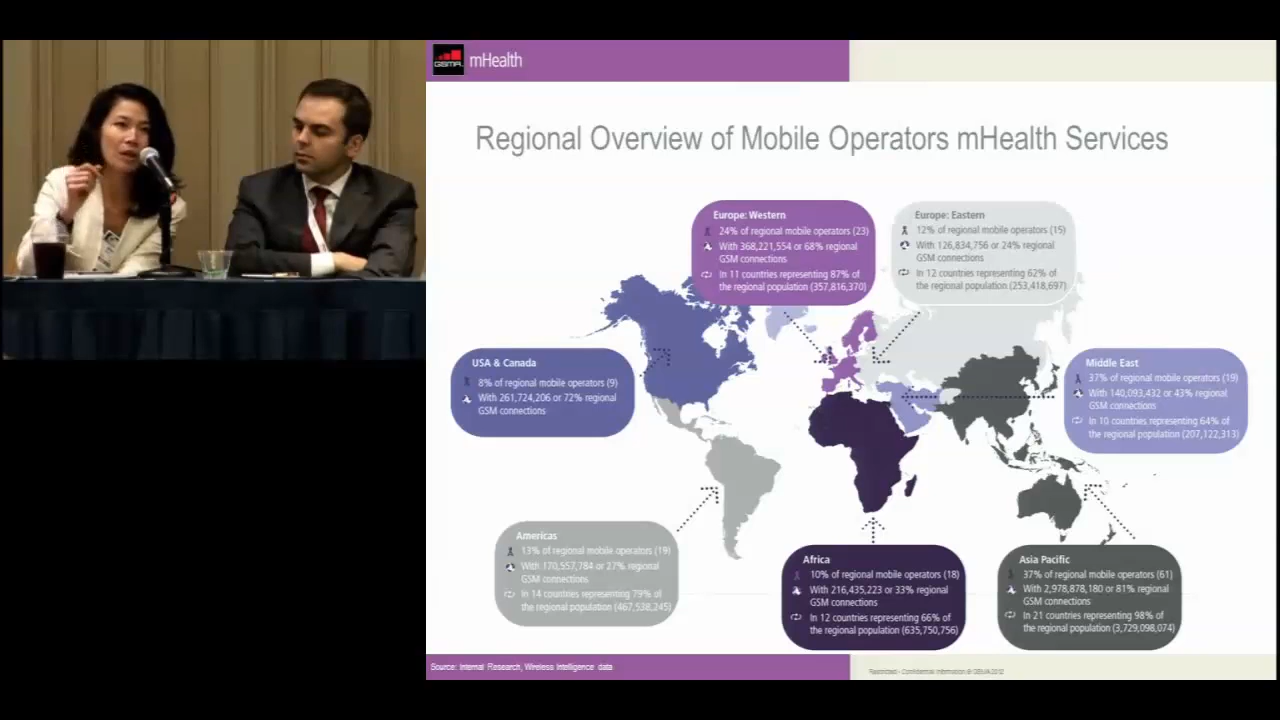 GSMA
mHealth
Regional Overview of Mobile Operators mHealth Services
Europe: Western
24% of regional mobile operators (23)
With 368,221,554 or 68% regional
GSM connections
In 11 countries representing 87% of
the regional population (357,816,370)
Europe: Eastern
12% of regional mobile operators (15)
With 126,834,756 or 24% regional
GSM connections
In 12 countries representing 62% of
the regional population (253,418,697)
USA & Canada
8% of regional mobile operators (9)
With 261,724,206 or 72% regional
GSM connections
Middle East
37% of regional mobile operators (19)
With 140,093,432 or 43% regional
GSM connections
In 10 countries representing 64% of
the regional population (207,122,313)
Americas
13% of regional mobile operators (19)
With 170,557,784 or 27% regional
GSM connections
In 14 countries representing 79% of
the regional population (467,538,245)
Africa
10% of regional mobile operators (18)
With 216,435,223 or 33% regional
GSM connections
In 12 countries representing 66% of
the regional population (635,750,756)
Asia Pacific
37% of regional mobile operators (61)
With 2,978,878,180 or 81% regional
GSM connections
In 21 countries representing 98% of
the regional population (3,729,098,074)
Source: Internal Research, Wireless Intelligence data
Restricted - Confidential Information © GSMA 2012